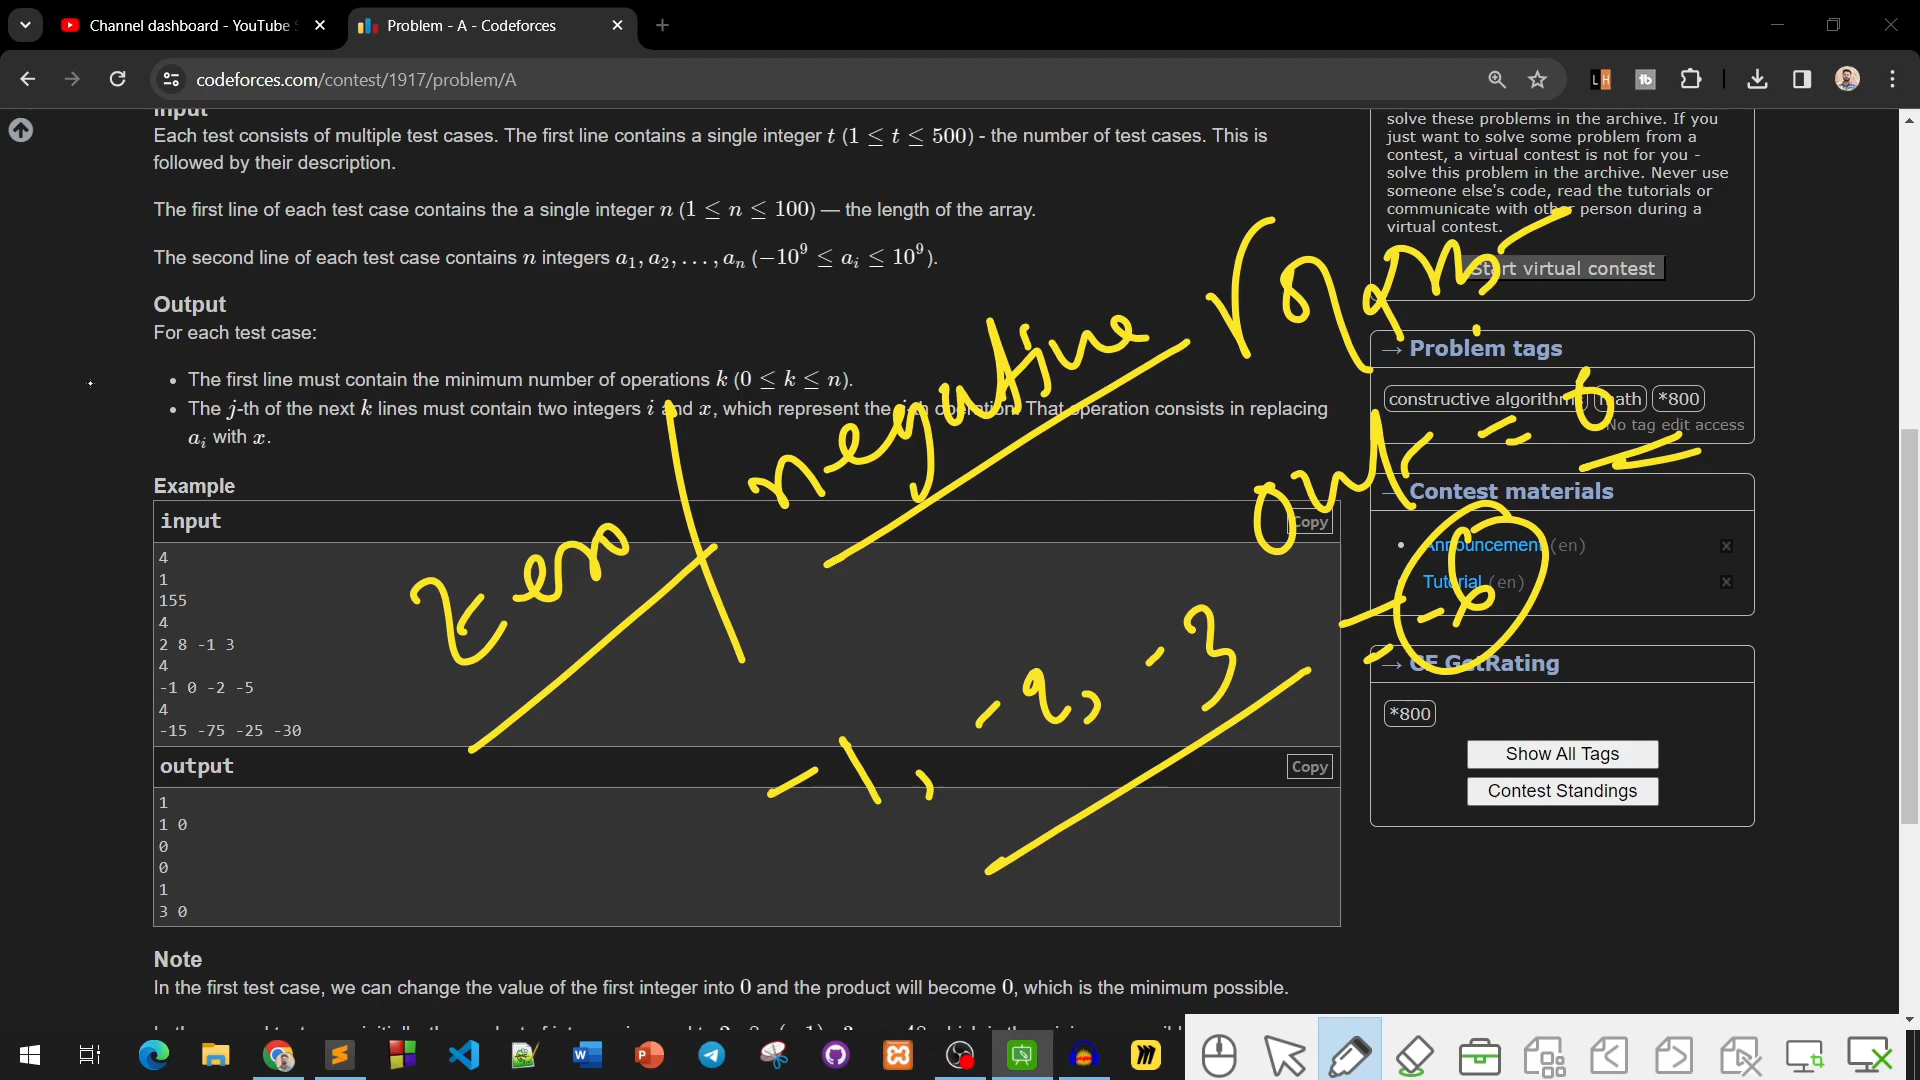 Channel dashboard - YouTube S
Problem - A - Codeforces
codeforces.com/contest/1917/problem/A
Input
Each test consists of multiple test cases. The first line contains a single integer t (1 ≤ t ≤ 500) - the number of test cases. This is
followed by their description.
The first line of each test case contains the a single integer n (1 ≤ n ≤ 100) — the length of the array.
The second line of each test case contains n integers a₁, a₂, . . . , aₙ (−10⁹ ≤ aᵢ ≤ 10⁹).
Output
For each test case:
• The first line must contain the minimum number of operations k (0 ≤ k ≤ n).
• The j-th of the next k lines must contain two integers i and x, which represent the j-th operation. That operation consists in replacing
aᵢ with x.
Example
input
Copy
4
1
155
4
2 8 -1 3
4
-1 0 -2 -5
4
-15 -75 -25 -30
output
Copy
1
1 0
0
0
1
3 0
Note
In the first test case, we can change the value of the first integer into 0 and the product will become 0, which is the minimum possible.
solve these problems in the archive. If you
just want to solve some problem from a
contest, a virtual contest is not for you -
solve this problem in the archive. Never use
someone else's code, read the tutorials or
communicate with other person during a
virtual contest.
Start virtual contest
→ Problem tags
constructive algorithms
math
*800
No tag edit access
→ Contest materials
• Announcement (en)
• Tutorial (en)
→ CF GetRating
*800
Show All Tags
Contest Standings
zero
negative
out = 6
-1, -2, -3
= -6